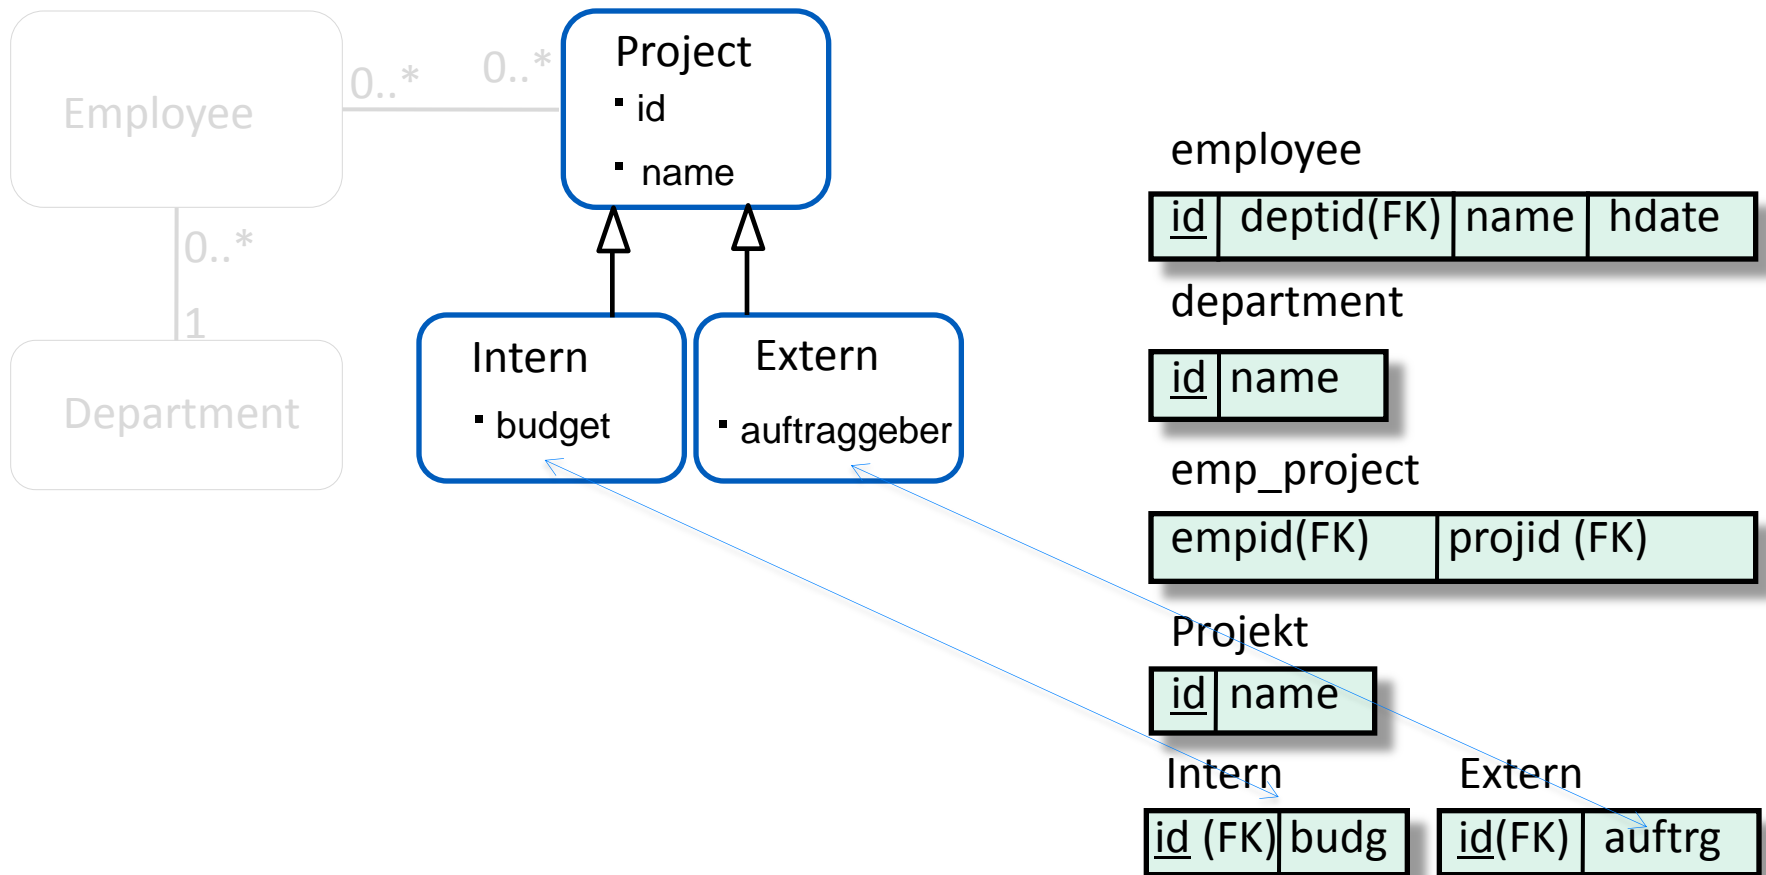 Employee
0..*
0..*
Project
▪ id
▪ name
0..*
1
Department
Intern
▪ budget
Extern
▪ auftraggeber
employee
id deptid(FK) name hdate
department
id name
emp_project
empid(FK) projid (FK)
Projekt
id name
Intern Extern
id (FK) budg id(FK) auftrg